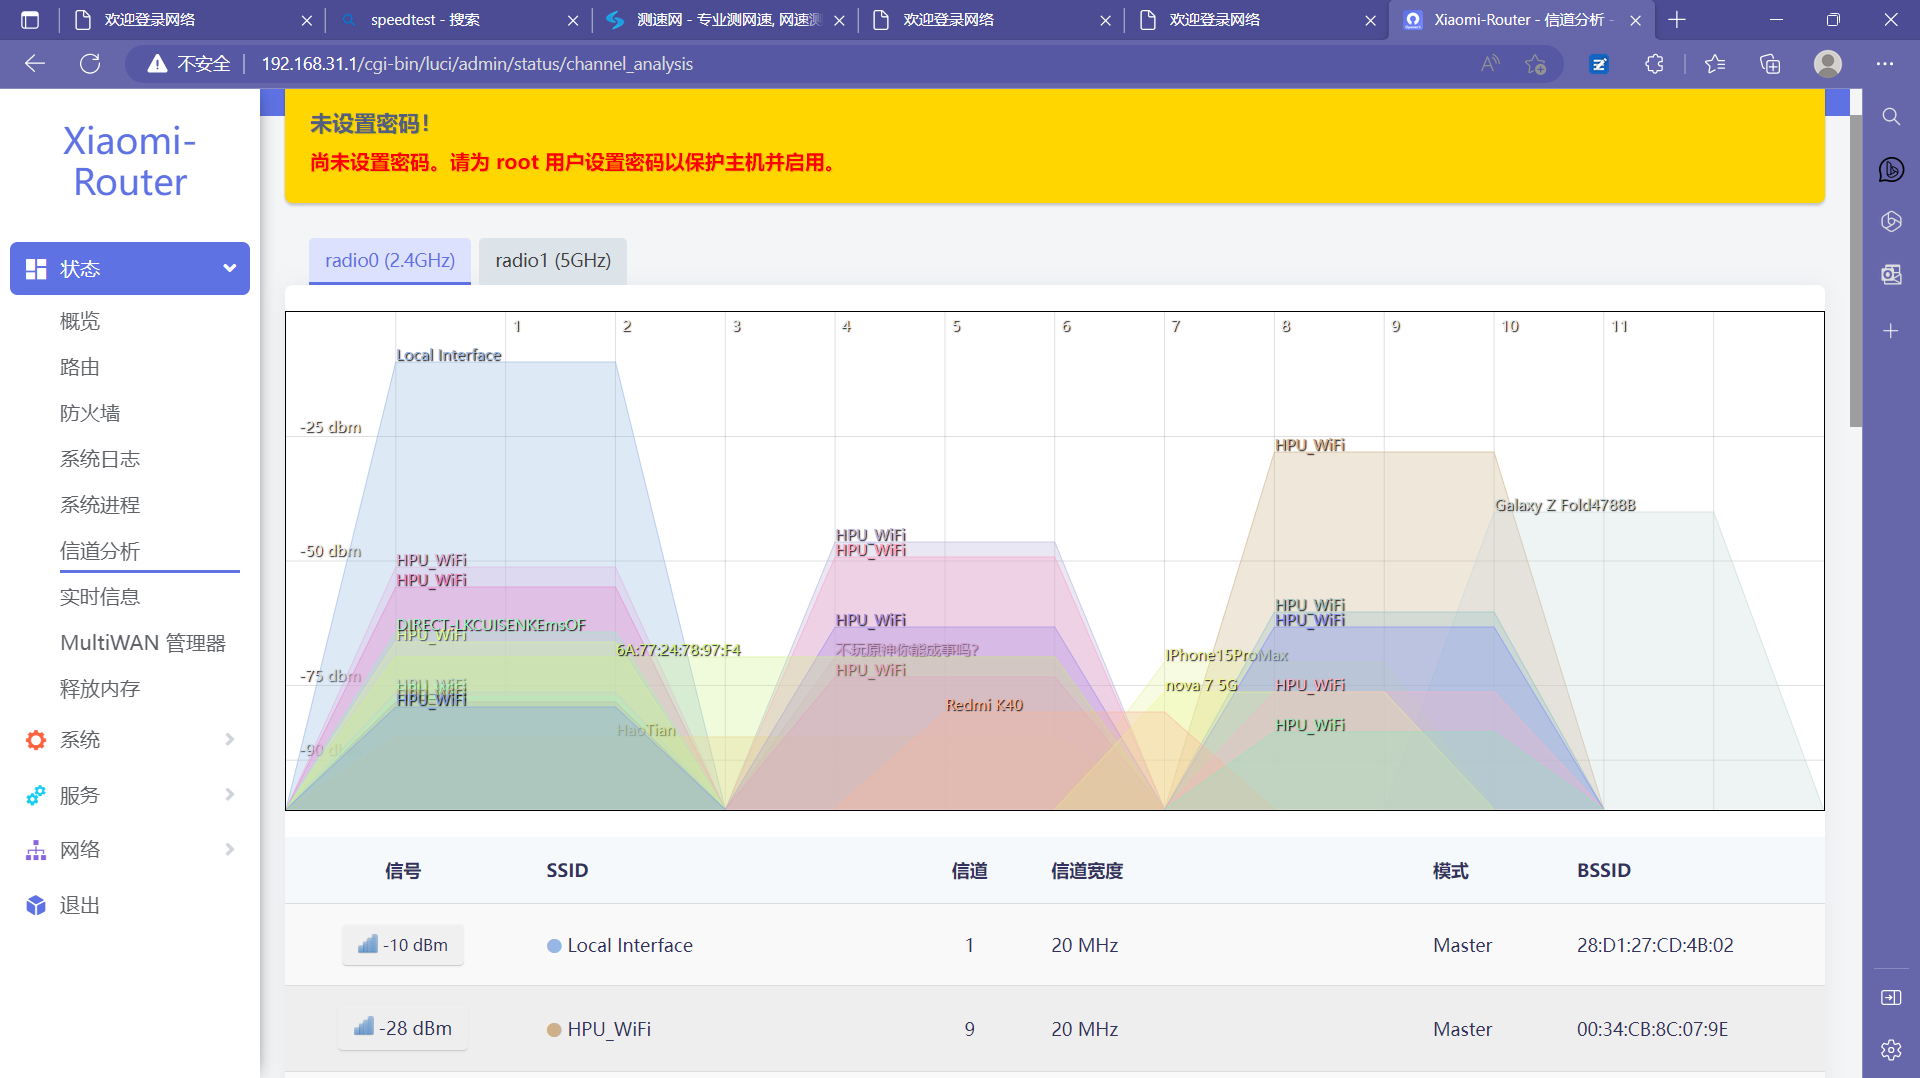 欢迎登录网络
speedtest - 搜索
测速网 - 专业测网速, 网速测
欢迎登录网络
欢迎登录网络
Xiaomi-Router - 信道分析 -
不安全
192.168.31.1/cgi-bin/luci/admin/status/channel_analysis
Xiaomi-
Router
状态
概览
路由
防火墙
系统日志
系统进程
信道分析
实时信息
MultiWAN 管理器
释放内存
系统
服务
网络
退出
未设置密码！
尚未设置密码。请为 root 用户设置密码以保护主机并启用。
radio0 (2.4GHz)
radio1 (5GHz)
1 2 3 4 5 6 7 8 9 10 11
Local Interface
-25 dbm
HPU_WiFi
Galaxy Z Fold4788B
HPU_WiFi
HPU_WiFi
-50 dbm
HPU_WiFi
HPU_WiFi
HPU_WiFi
HPU_WiFi
HPU_WiFi
DIRECT-LKCUISENKEmsOF
HPU_WiFi
6A:77:24:78:97:F4
不玩原神你能成事吗?
IPhone15ProMax
HPU_WiFi
-75 dbm
nova 7 5G
HPU_WiFi
HPU_WiFi
HPU_WiFi
Redmi K40
HPU_WiFi
HaoTian
-90 dbm
信号 SSID 信道 信道宽度 模式 BSSID
-10 dBm Local Interface 1 20 MHz Master 28:D1:27:CD:4B:02
-28 dBm HPU_WiFi 9 20 MHz Master 00:34:CB:8C:07:9E